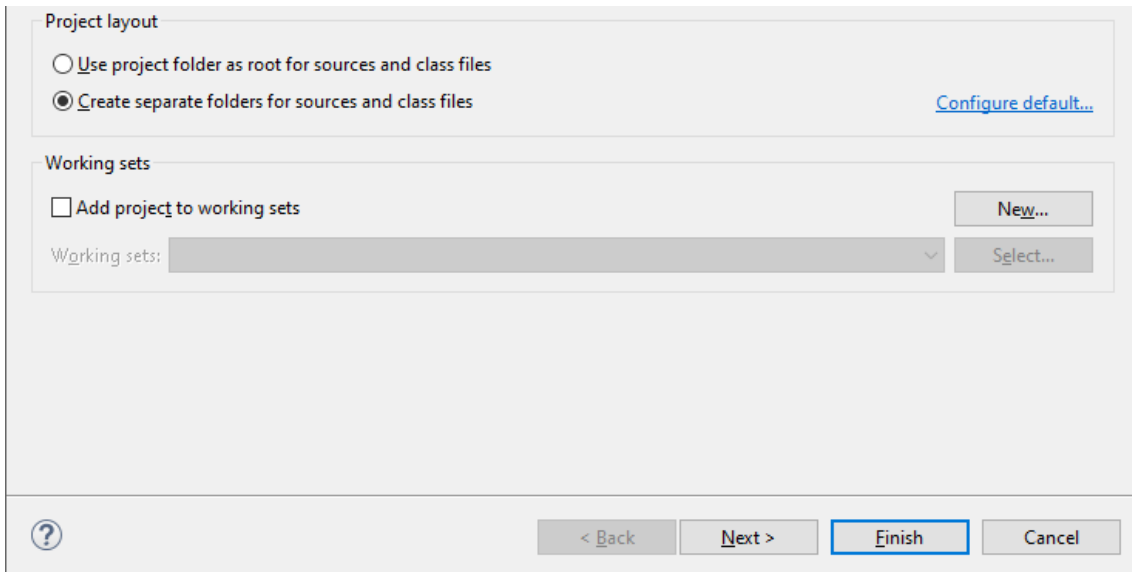 Project layout
Use project folder as root for sources and class files
Create separate folders for sources and class files
Configure default...
Working sets
Add project to working sets
New...
Working sets:
Select...
?
< Back
Next >
Finish
Cancel